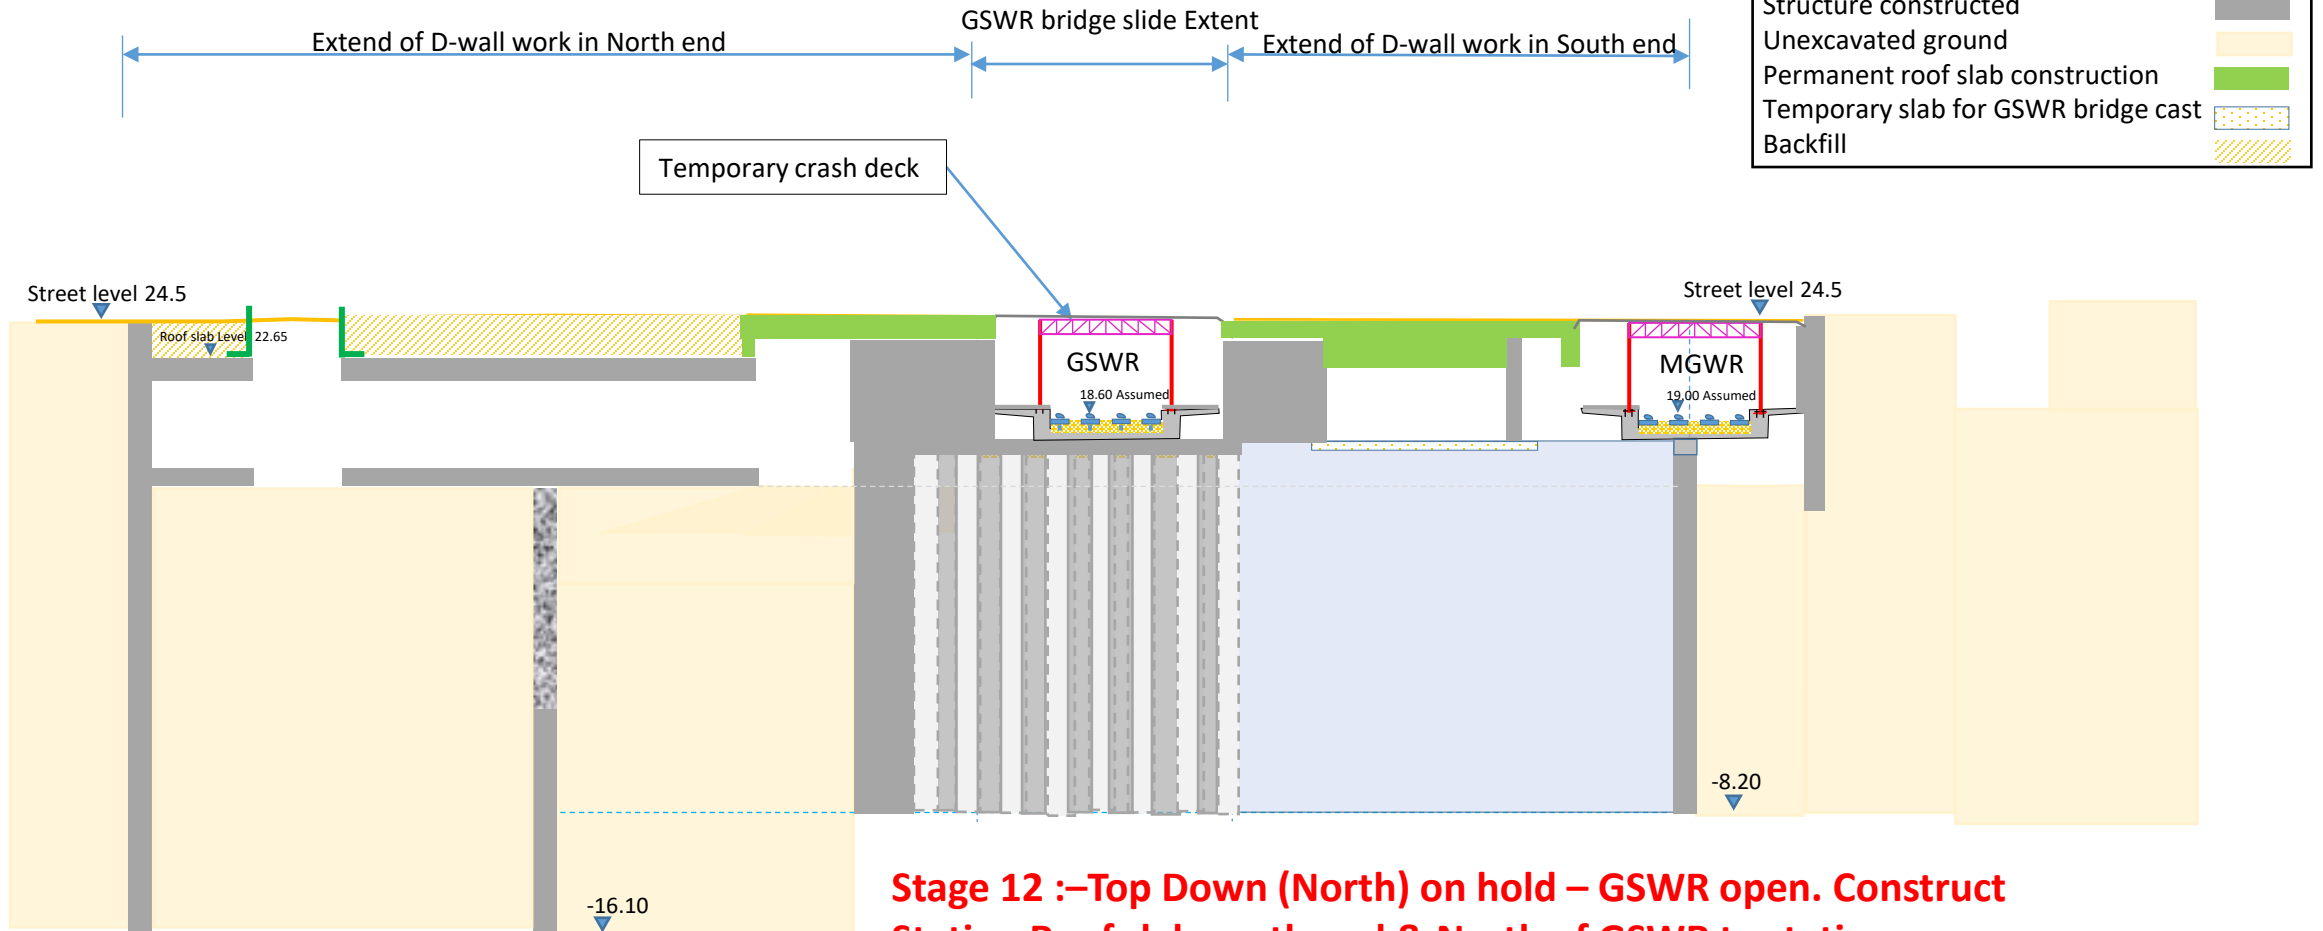 Structure constructed
GSWR bridge slide Extent
Extend of D-wall work in North end
Extend of D-wall work in South end
Unexcavated ground
Permanent roof slab construction
Temporary slab for GSWR bridge cast
Backfill
Temporary crash deck
Street level 24.5
Street level 24.5
Roof slab Level 22.65
GSWR
MGWR
18.60 Assumed
19.00 Assumed
-8.20
-16.10
Stage 12 :–Top Down (North) on hold – GSWR open. Construct